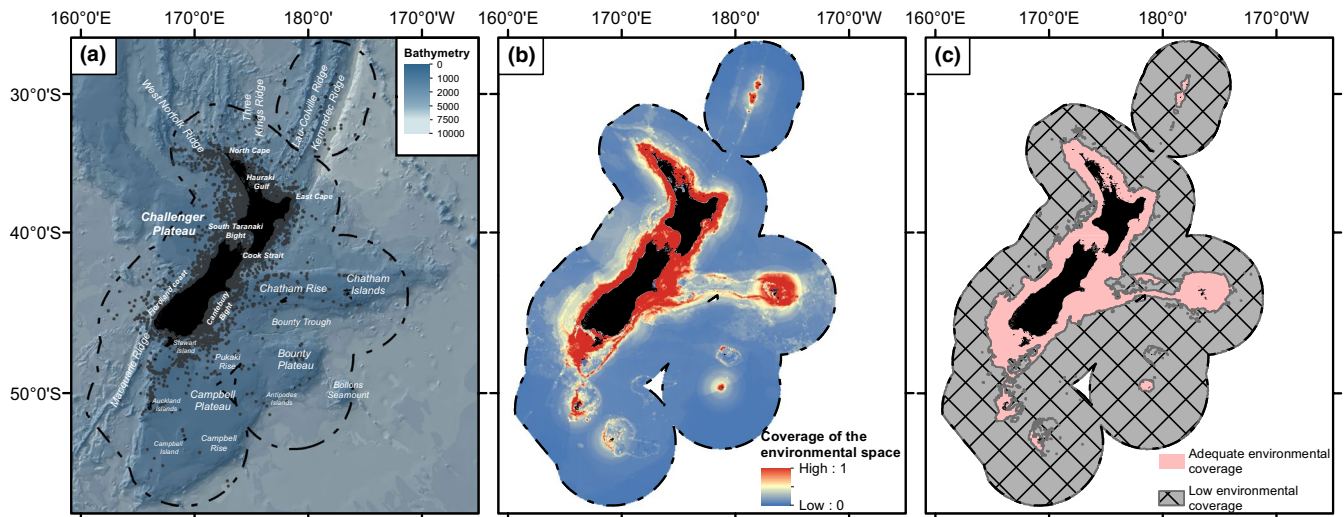 160°0'E 170°0'E 180°0 170°0'W 160°0'E 170°0'E 180°0 170°0'W 160°0'E 170°0'E 180°0 170°0'W
30°0'S
40°0'S
50°0'S
(a)
Bathymetry
0
1000
2000
5000
7500
10000
West Norfolk Ridge
Three
Kings Ridge
Lau-Colville Ridge
Kermadec Ridge
North Cape
Hauraki
Gulf
East Cape
Challenger
Plateau
South Taranaki
Bight
Cook Strait
Fiordland coast
Cantebury
Bight
Chatham Rise
Chatham
Islands
Bounty Trough
Stewart
Island
Macquarie Ridge
Pukaki
Rise
Bounty
Plateau
Bollons
Seamount
Auckland
Islands
Campbell
Plateau
Antipodes
Islands
Campbell
Island
Campbell
Rise
(b)
Coverage of the
environmental space
High : 1
Low : 0
(c)
Adequate environmental
coverage
Low environmental
coverage